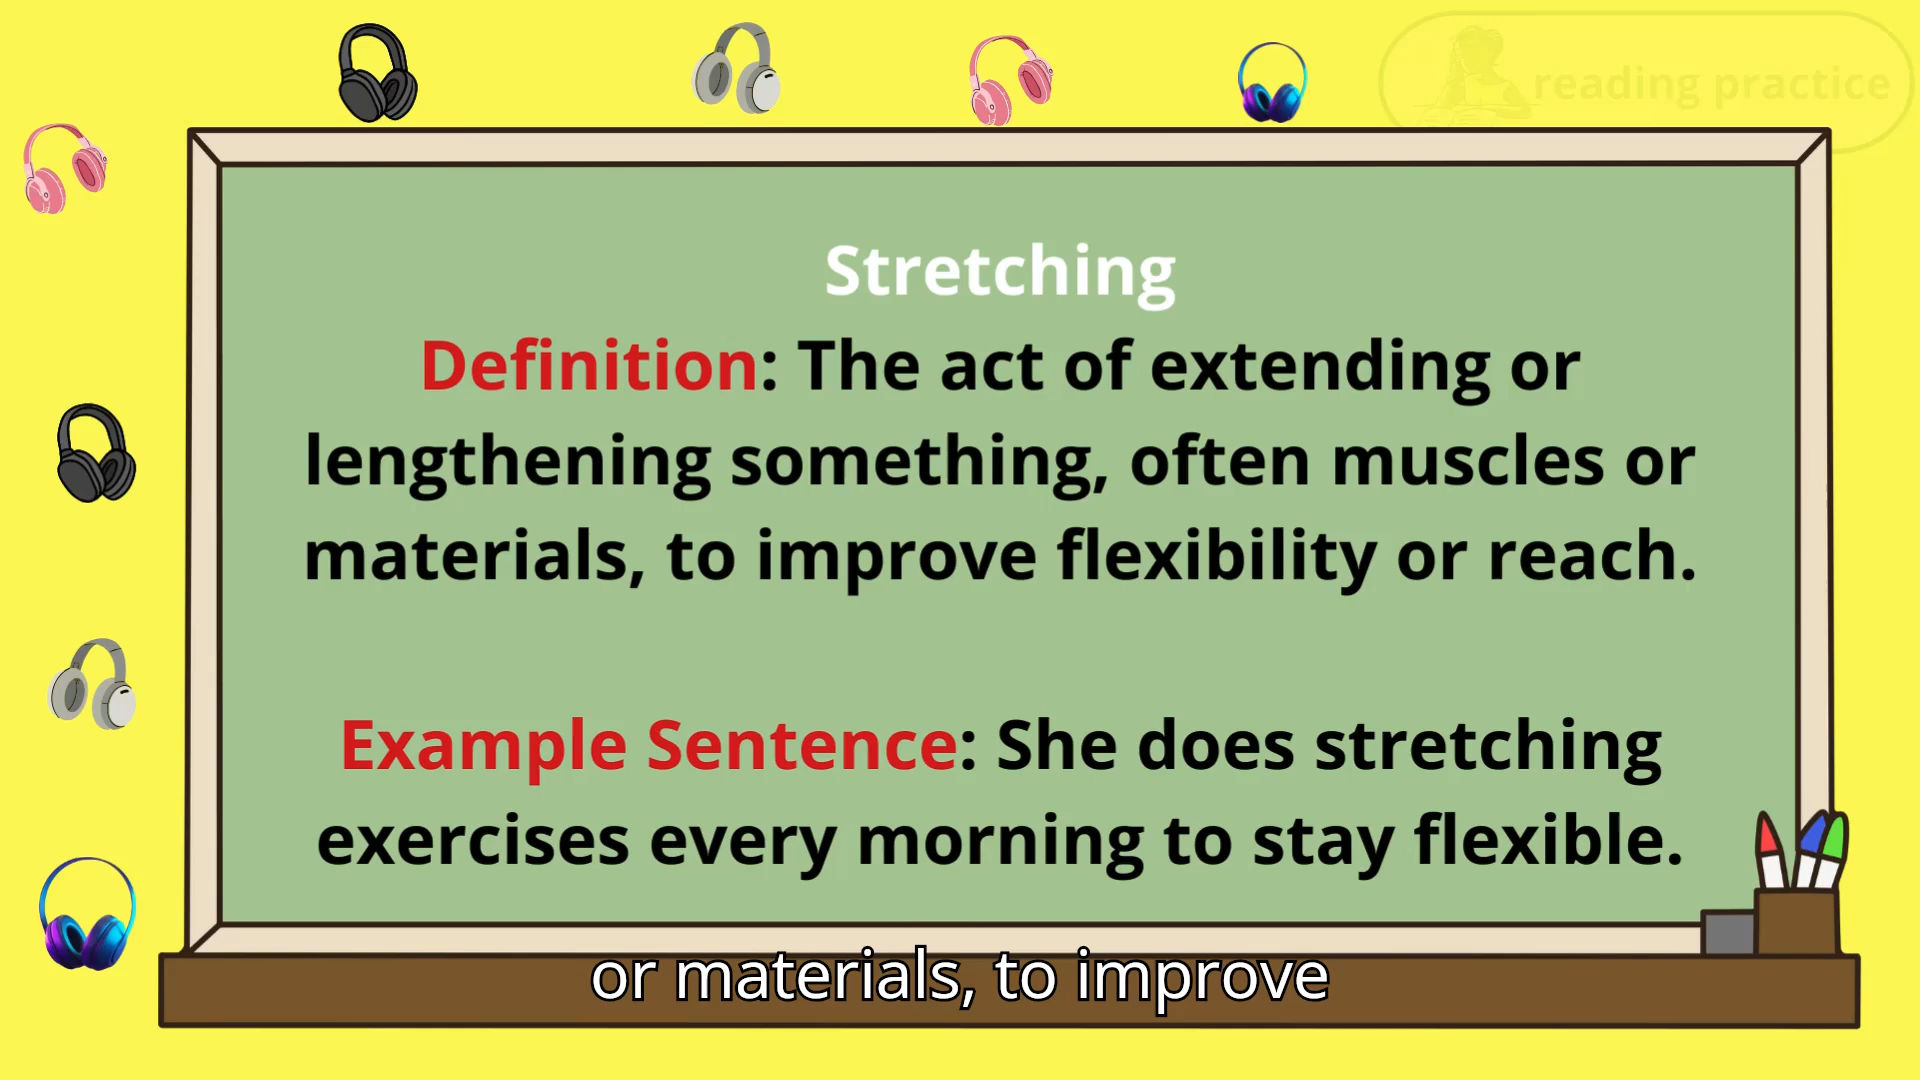 reading practice
Stretching
Definition: The act of extending or
lengthening something, often muscles or
materials, to improve flexibility or reach.
Example Sentence: She does stretching
exercises every morning to stay flexible.
or materials, to improve